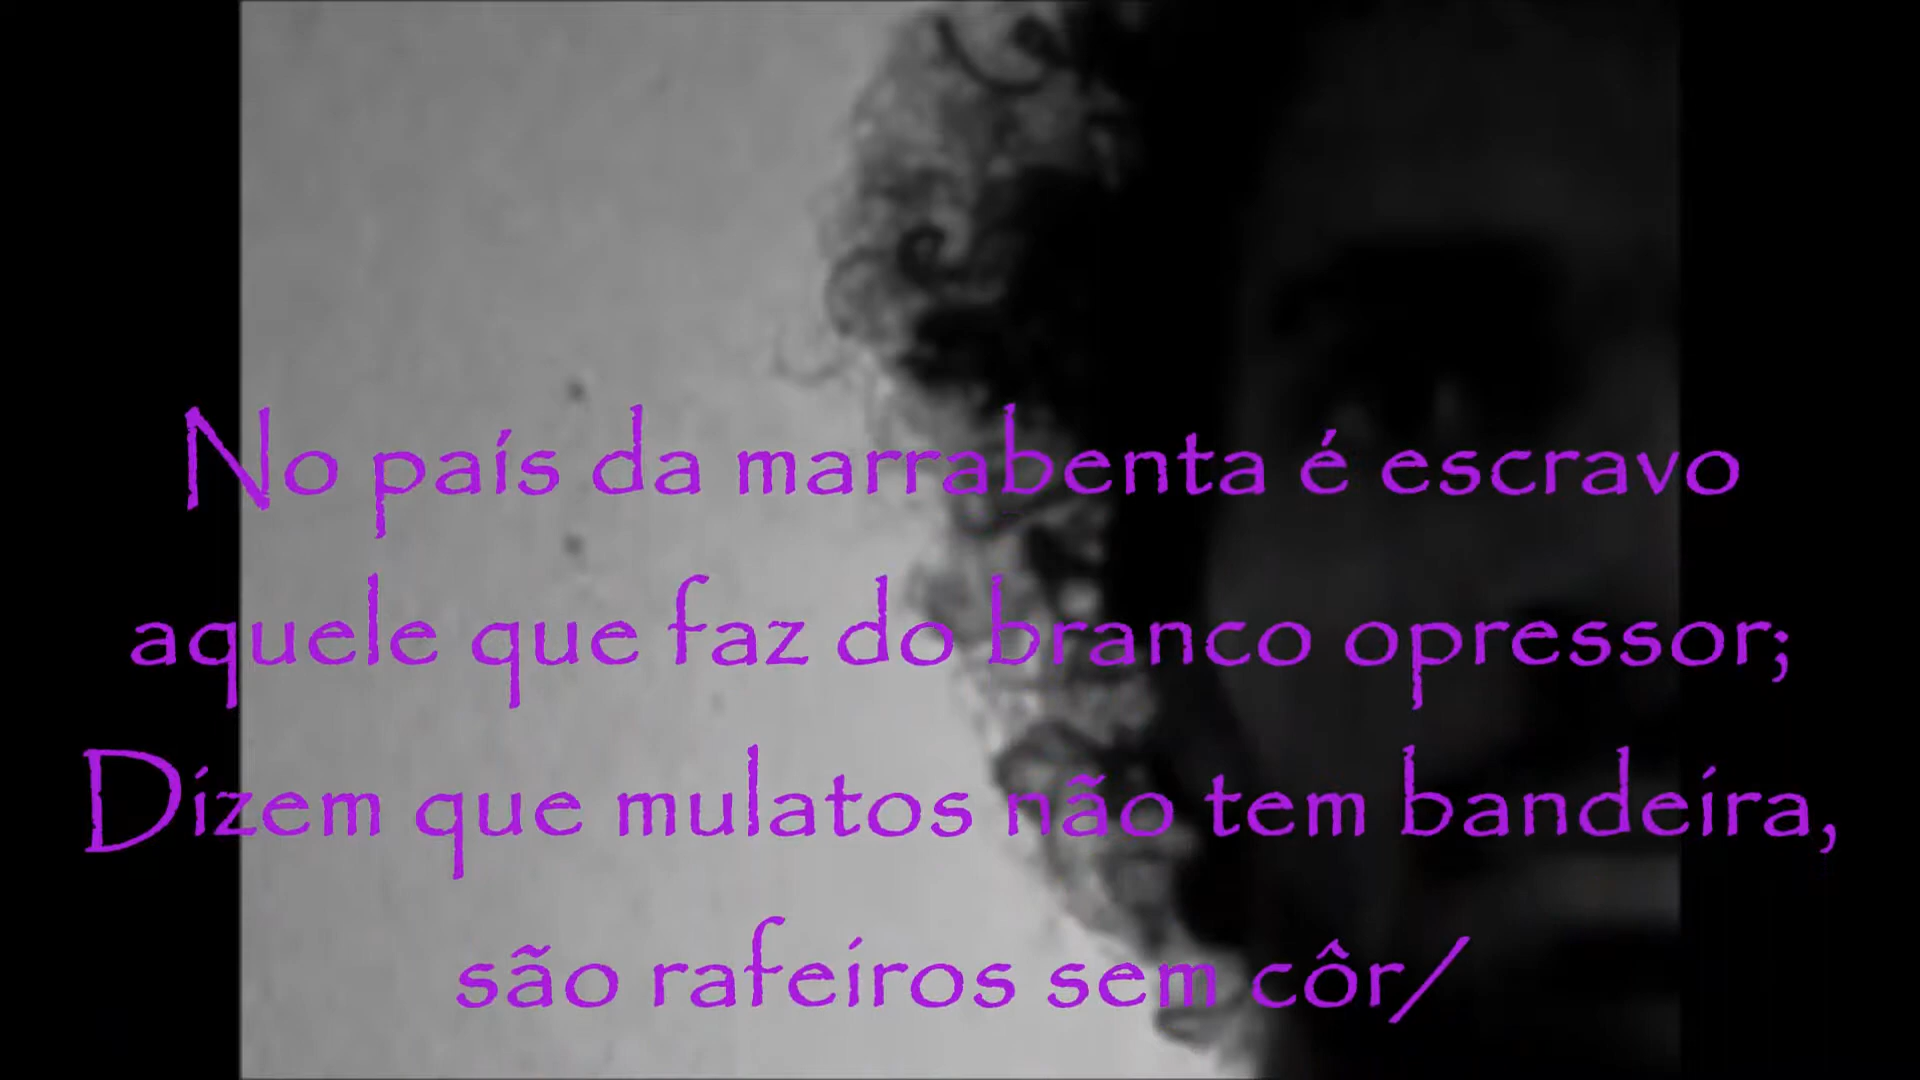 No país da marrabenta é escravo
aquele que faz do branco opressor;
Dizem que mulatos não tem bandeira,
são rafeiros sem côr/